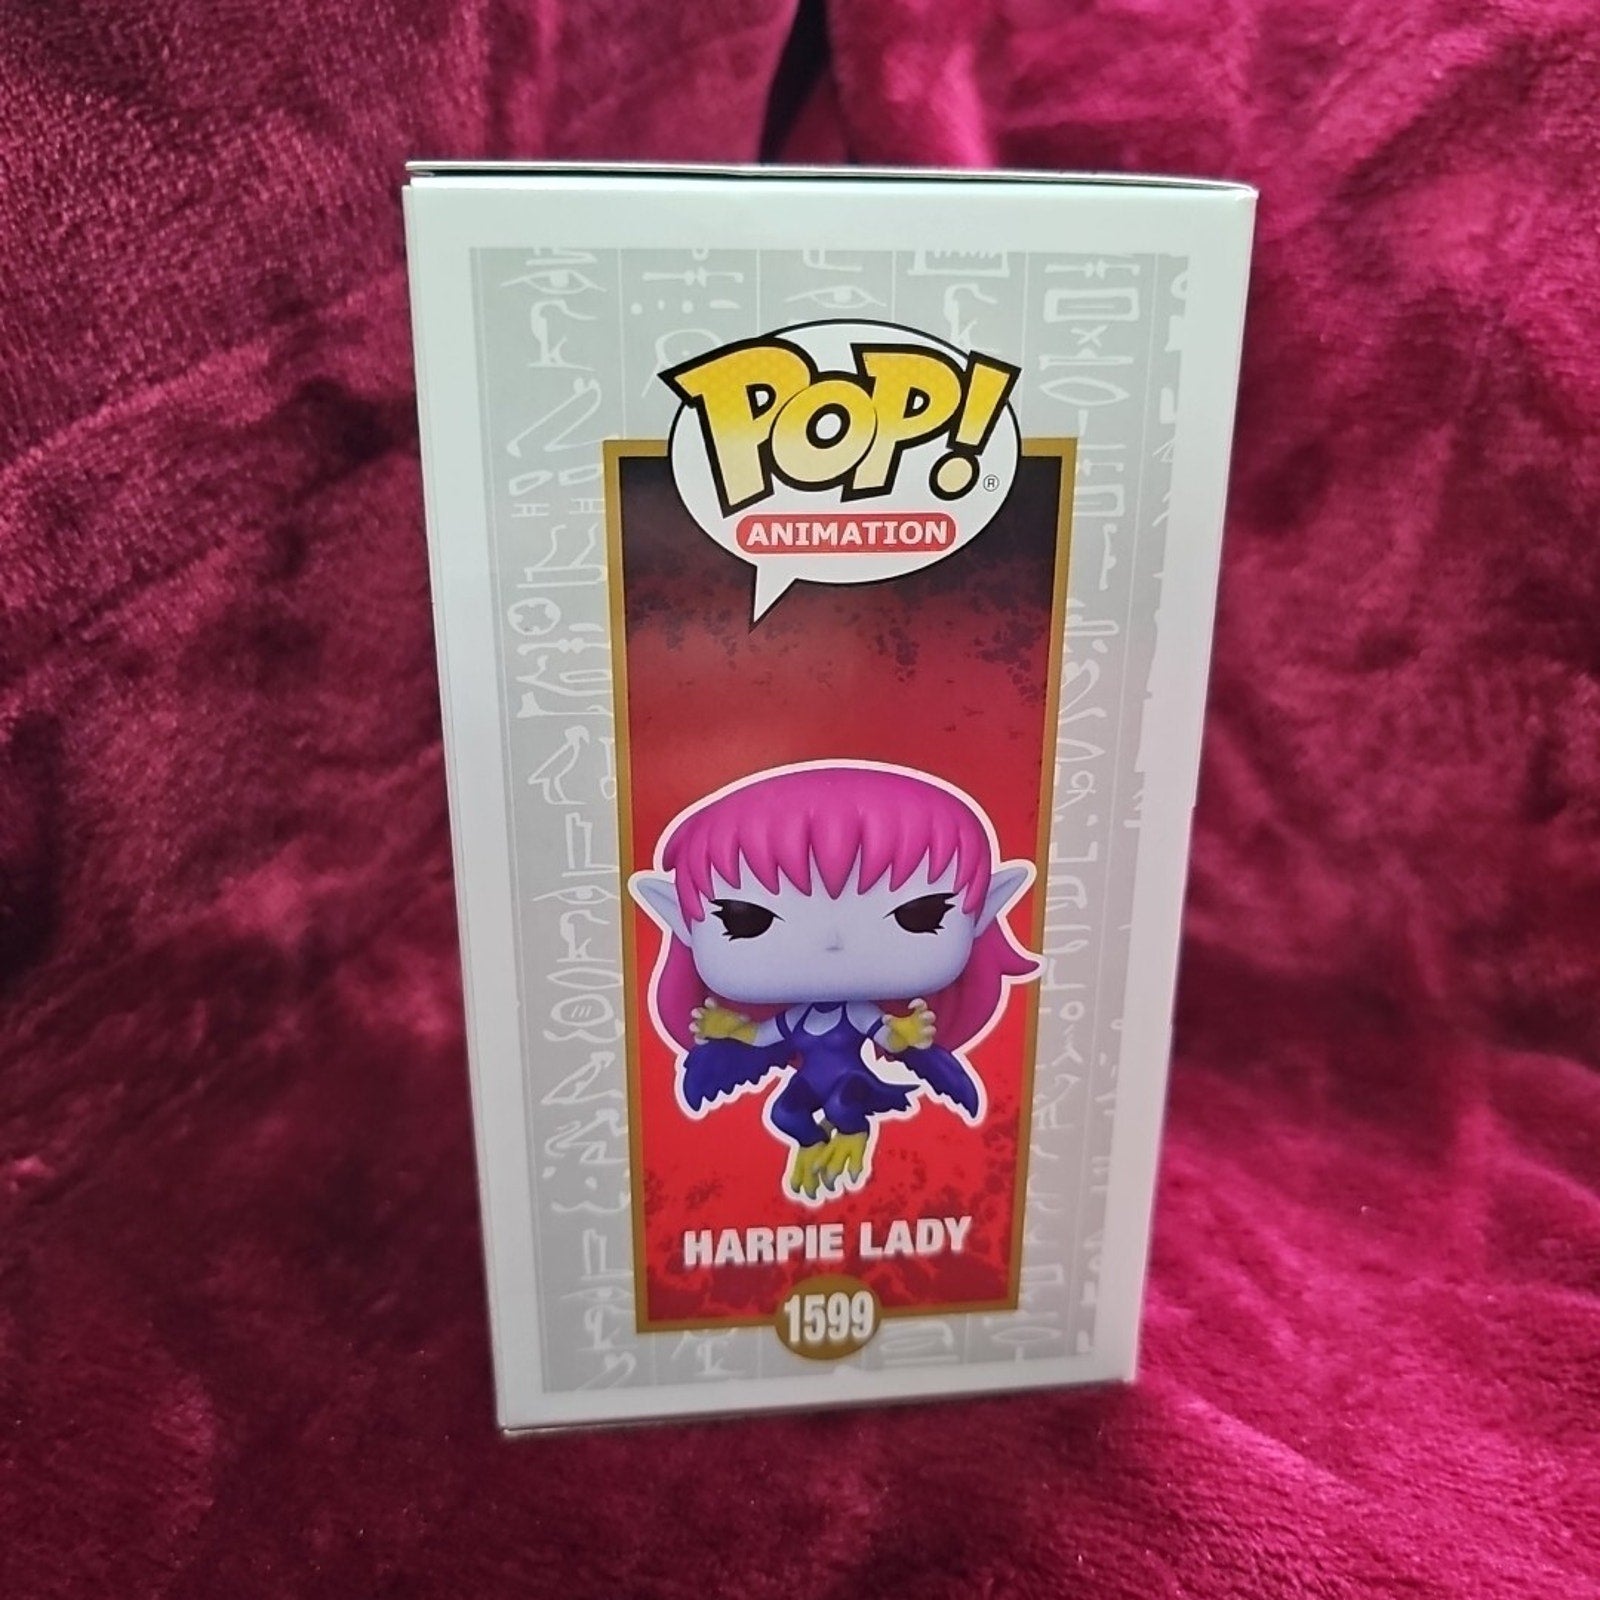 POP!
®
ANIMATION
HARPIE LADY
1599